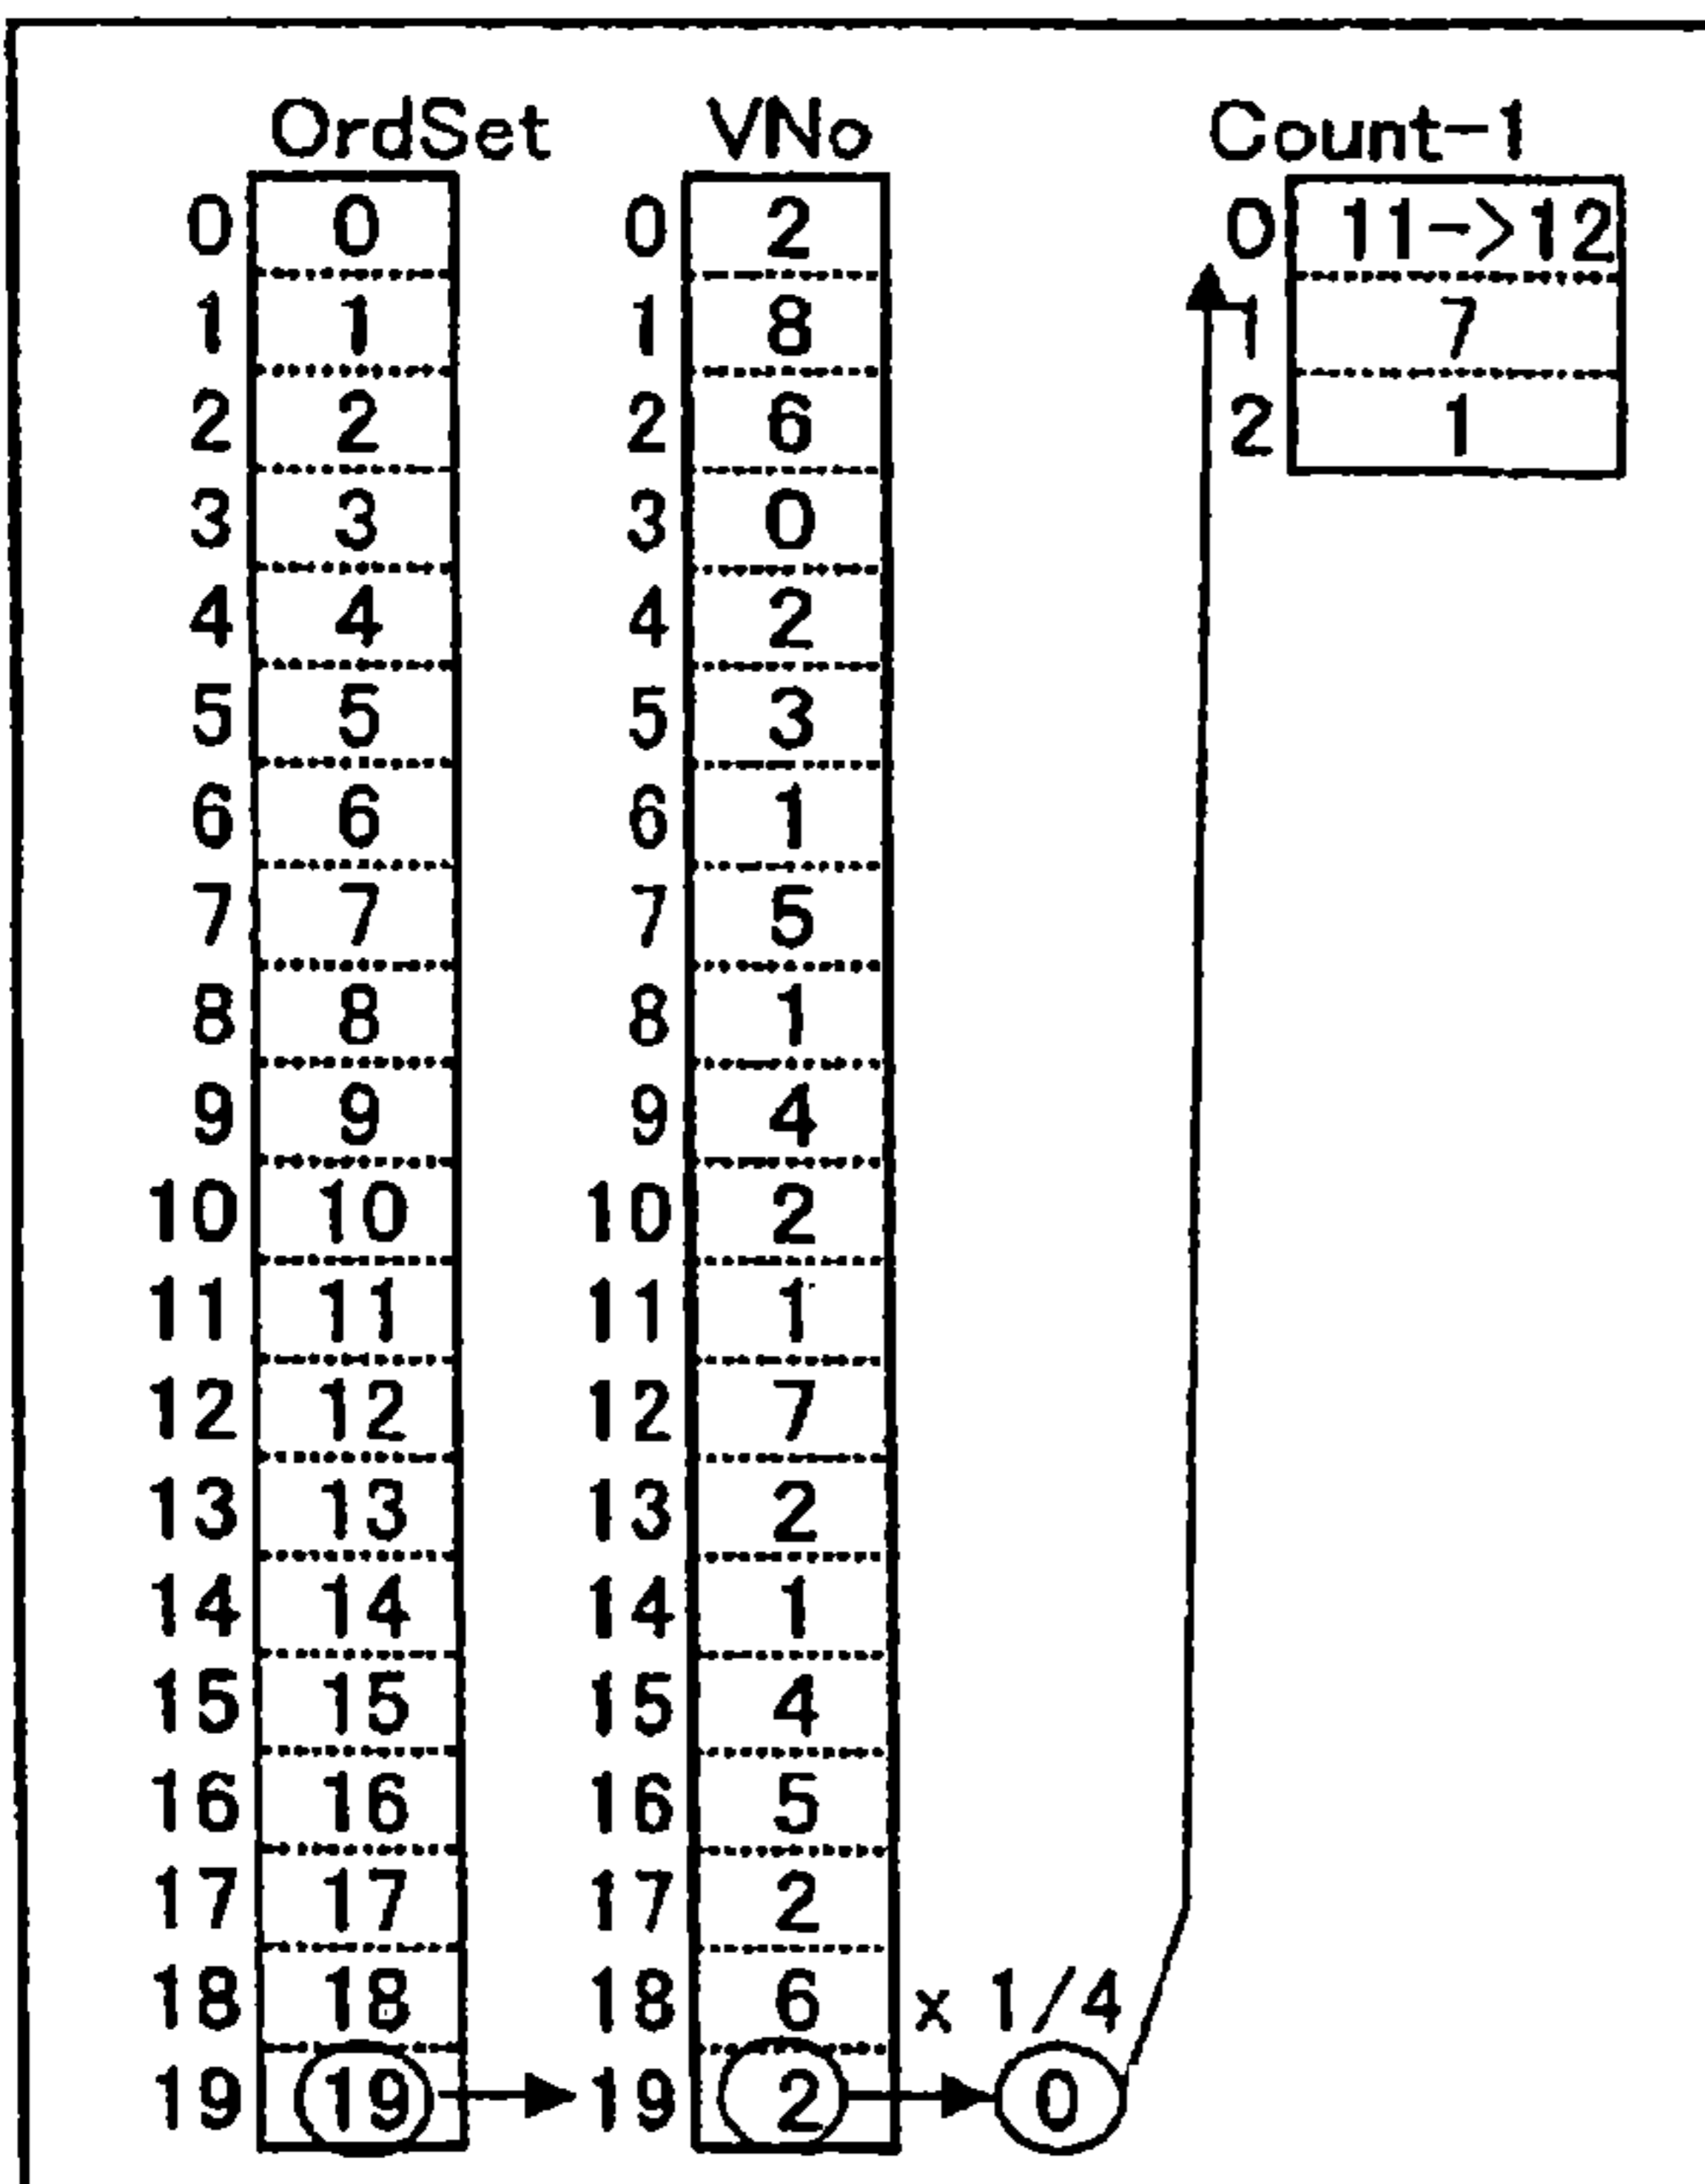 OrdSet VNo Count-1
0 0 0 2 0 11->12
1 1 1 8 1 7
2 2 2 6 2 1
3 3 3 0
4 4 4 2
5 5 5 3
6 6 6 1
7 7 7 5
8 8 8 1
9 9 9 4
10 10 10 2
11 11 11 1
12 12 12 7
13 13 13 2
14 14 14 1
15 15 15 4
16 16 16 5
17 17 17 2
18 18 18 6 x 1/4
19 19 19 2 0